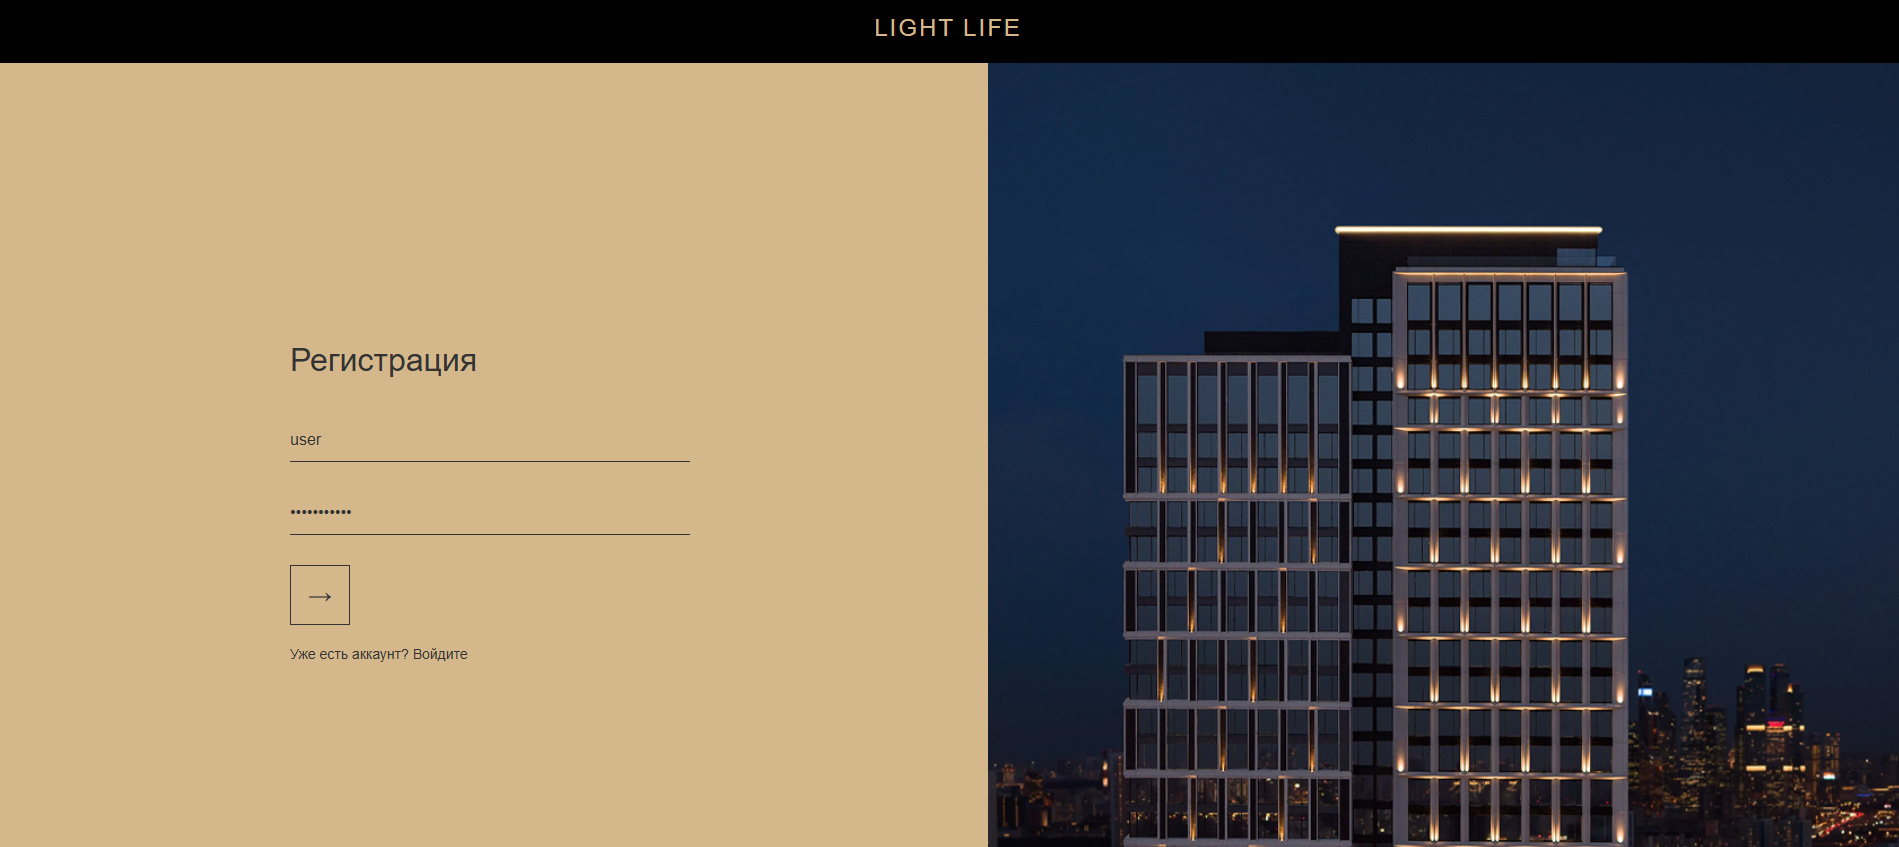 LIGHT LIFE
Регистрация
user
•••••••••••
→
Уже есть аккаунт? Войдите